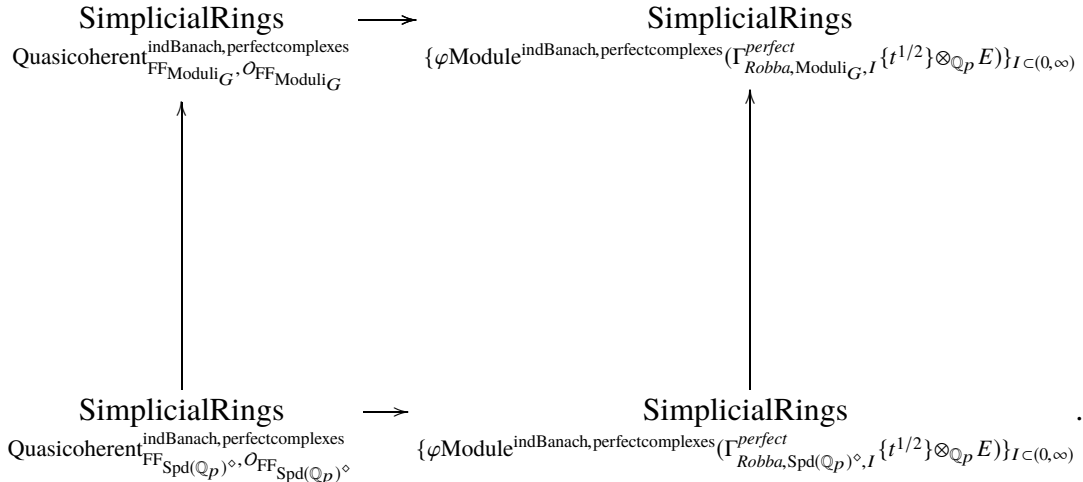 SimplicialRings SimplicialRings
Quasicoherent^{indBanach,perfectcomplexes}_{FF_{Moduli_G},O_{FF_{Moduli_G}}} {φModule^{indBanach,perfectcomplexes}(Γ^{perfect}_{Robba,Moduli_G,I}{t^{1/2}}⊗_{ℚ_p}E)}_{I⊂(0,∞)}
SimplicialRings SimplicialRings .
Quasicoherent^{indBanach,perfectcomplexes}_{FF_{Spd(ℚ_p)^⋄},O_{FF_{Spd(ℚ_p)^⋄}}} {φModule^{indBanach,perfectcomplexes}(Γ^{perfect}_{Robba,Spd(ℚ_p)^⋄,I}{t^{1/2}}⊗_{ℚ_p}E)}_{I⊂(0,∞)}